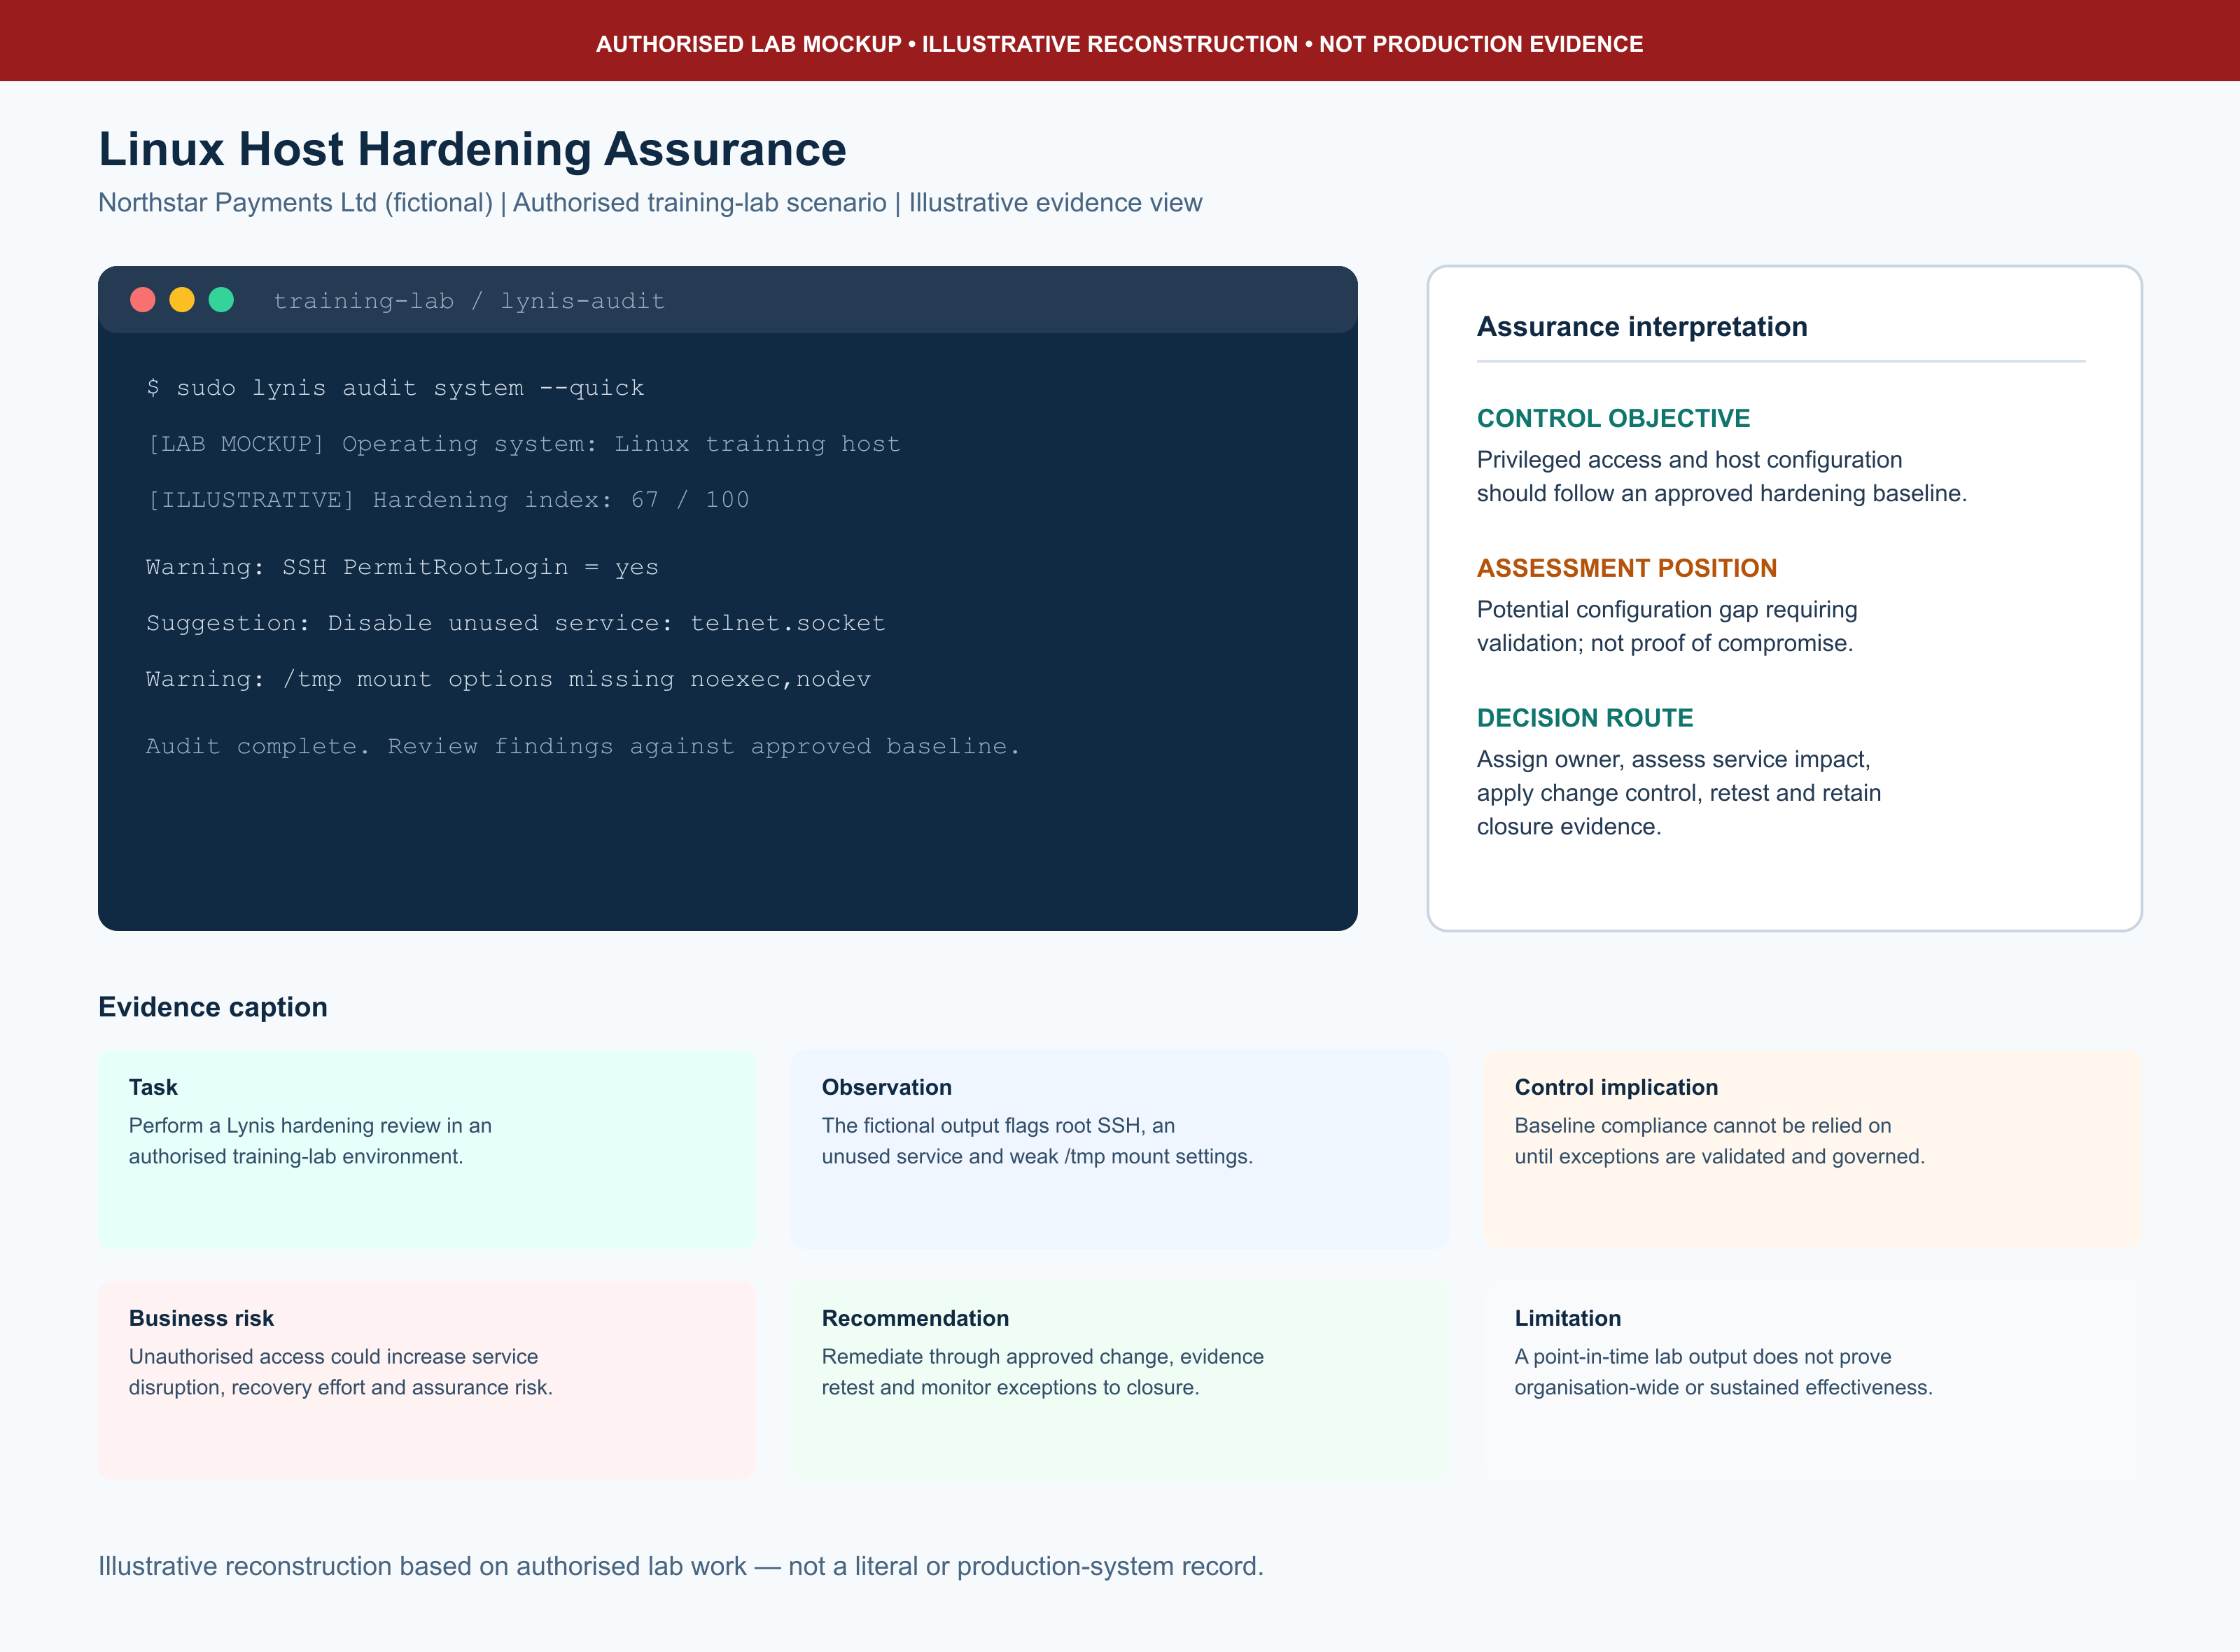 AUTHORISED LAB MOCKUP • ILLUSTRATIVE RECONSTRUCTION • NOT PRODUCTION EVIDENCE
Linux Host Hardening Assurance
Northstar Payments Ltd (fictional) | Authorised training-lab scenario | Illustrative evidence view
training-lab / lynis-audit
$ sudo lynis audit system --quick
[LAB MOCKUP] Operating system: Linux training host
[ILLUSTRATIVE] Hardening index: 67 / 100
Warning: SSH PermitRootLogin = yes
Suggestion: Disable unused service: telnet.socket
Warning: /tmp mount options missing noexec,nodev
Audit complete. Review findings against approved baseline.
Assurance interpretation
CONTROL OBJECTIVE
Privileged access and host configuration
should follow an approved hardening baseline.
ASSESSMENT POSITION
Potential configuration gap requiring
validation; not proof of compromise.
DECISION ROUTE
Assign owner, assess service impact,
apply change control, retest and retain
closure evidence.
Evidence caption
Task
Perform a Lynis hardening review in an
authorised training-lab environment.
Observation
The fictional output flags root SSH, an
unused service and weak /tmp mount settings.
Control implication
Baseline compliance cannot be relied on
until exceptions are validated and governed.
Business risk
Unauthorised access could increase service
disruption, recovery effort and assurance risk.
Recommendation
Remediate through approved change, evidence
retest and monitor exceptions to closure.
Limitation
A point-in-time lab output does not prove
organisation-wide or sustained effectiveness.
Illustrative reconstruction based on authorised lab work — not a literal or production-system record.